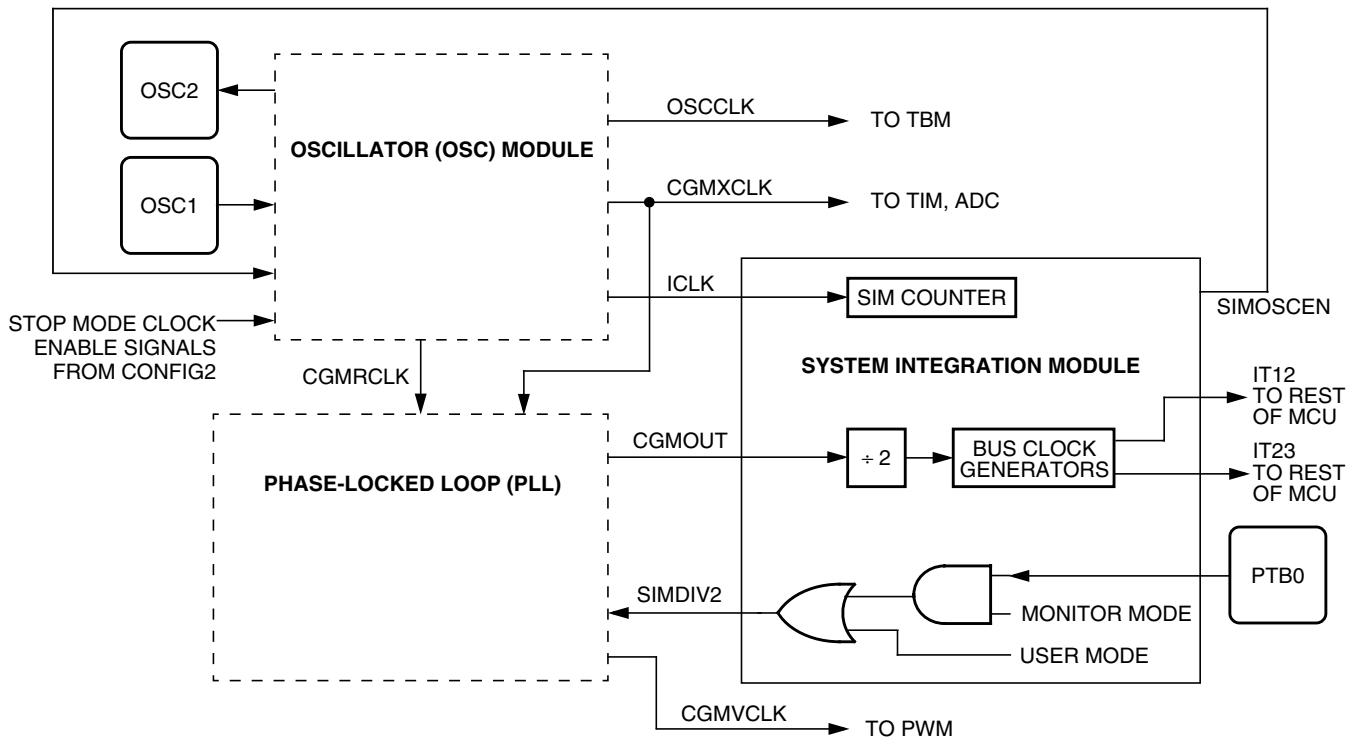 OSC2
OSC1
OSCILLATOR (OSC) MODULE
OSCCLK
TO TBM
CGMXCLK
TO TIM, ADC
ICLK
SIM COUNTER
SIMOSCEN
STOP MODE CLOCK
ENABLE SIGNALS
FROM CONFIG2
CGMRCLK
SYSTEM INTEGRATION MODULE
IT12
TO REST
OF MCU
CGMOUT
÷ 2
BUS CLOCK
GENERATORS
IT23
TO REST
OF MCU
PHASE-LOCKED LOOP (PLL)
PTB0
SIMDIV2
MONITOR MODE
USER MODE
CGMVCLK
TO PWM